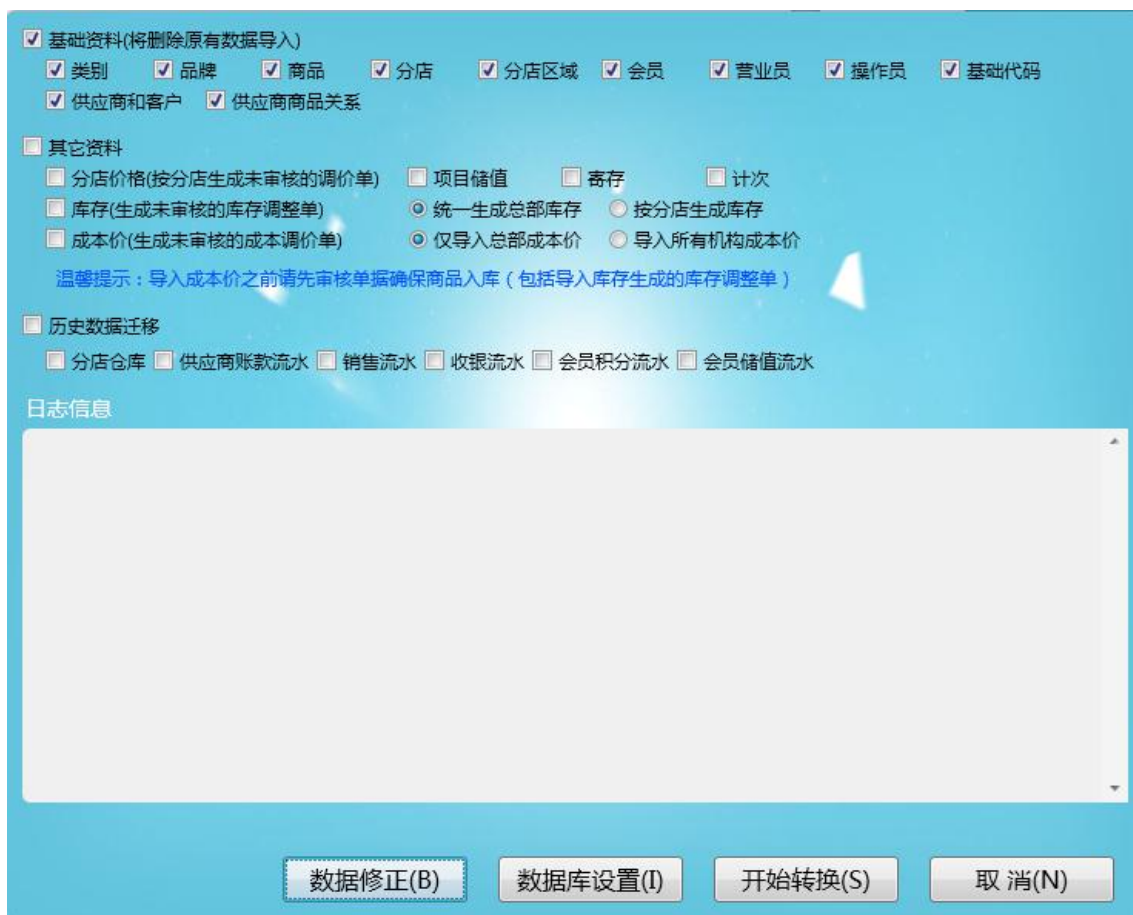 基础资料(将删除原有数据导入)
类别 品牌 商品 分店 分店区域 会员 营业员 操作员 基础代码
供应商和客户 供应商商品关系
其它资料
分店价格(按分店生成未审核的调价单) 项目储值 寄存 计次
库存(生成未审核的库存调整单) 统一生成总部库存 按分店生成库存
成本价(生成未审核的成本调价单) 仅导入总部成本价 导入所有机构成本价
温馨提示：导入成本价之前请先审核单据确保商品入库（包括导入库存生成的库存调整单）
历史数据迁移
分店仓库 供应商账款流水 销售流水 收银流水 会员积分流水 会员储值流水
日志信息
数据修正(B) 数据库设置(I) 开始转换(S) 取 消(N)